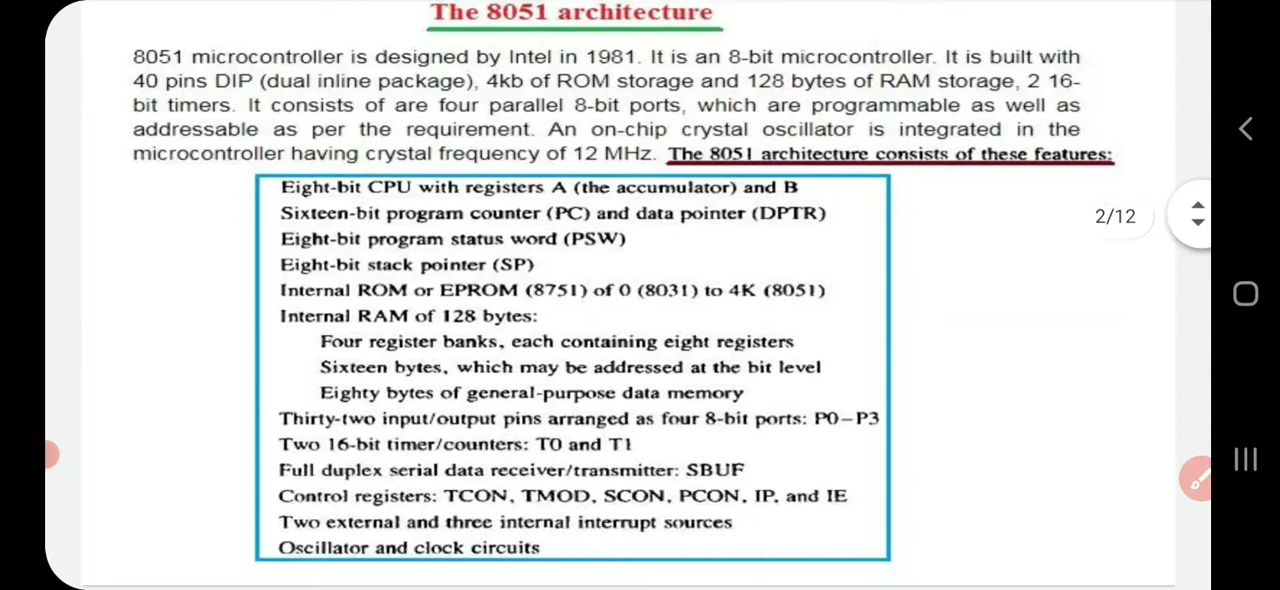 The 8051 architecture
8051 microcontroller is designed by Intel in 1981. It is an 8-bit microcontroller. It is built with
40 pins DIP (dual inline package), 4kb of ROM storage and 128 bytes of RAM storage, 2 16-
bit timers. It consists of are four parallel 8-bit ports, which are programmable as well as
addressable as per the requirement. An on-chip crystal oscillator is integrated in the
microcontroller having crystal frequency of 12 MHz. The 8051 architecture consists of these features:
Eight-bit CPU with registers A (the accumulator) and B
Sixteen-bit program counter (PC) and data pointer (DPTR)
2/12
Eight-bit program status word (PSW)
Eight-bit stack pointer (SP)
Internal ROM or EPROM (8751) of 0 (8031) to 4K (8051)
Internal RAM of 128 bytes:
Four register banks, each containing eight registers
Sixteen bytes, which may be addressed at the bit level
Eighty bytes of general-purpose data memory
Thirty-two input/output pins arranged as four 8-bit ports: P0–P3
Two 16-bit timer/counters: T0 and T1
Full duplex serial data receiver/transmitter: SBUF
Control registers: TCON, TMOD, SCON, PCON, IP, and IE
Two external and three internal interrupt sources
Oscillator and clock circuits